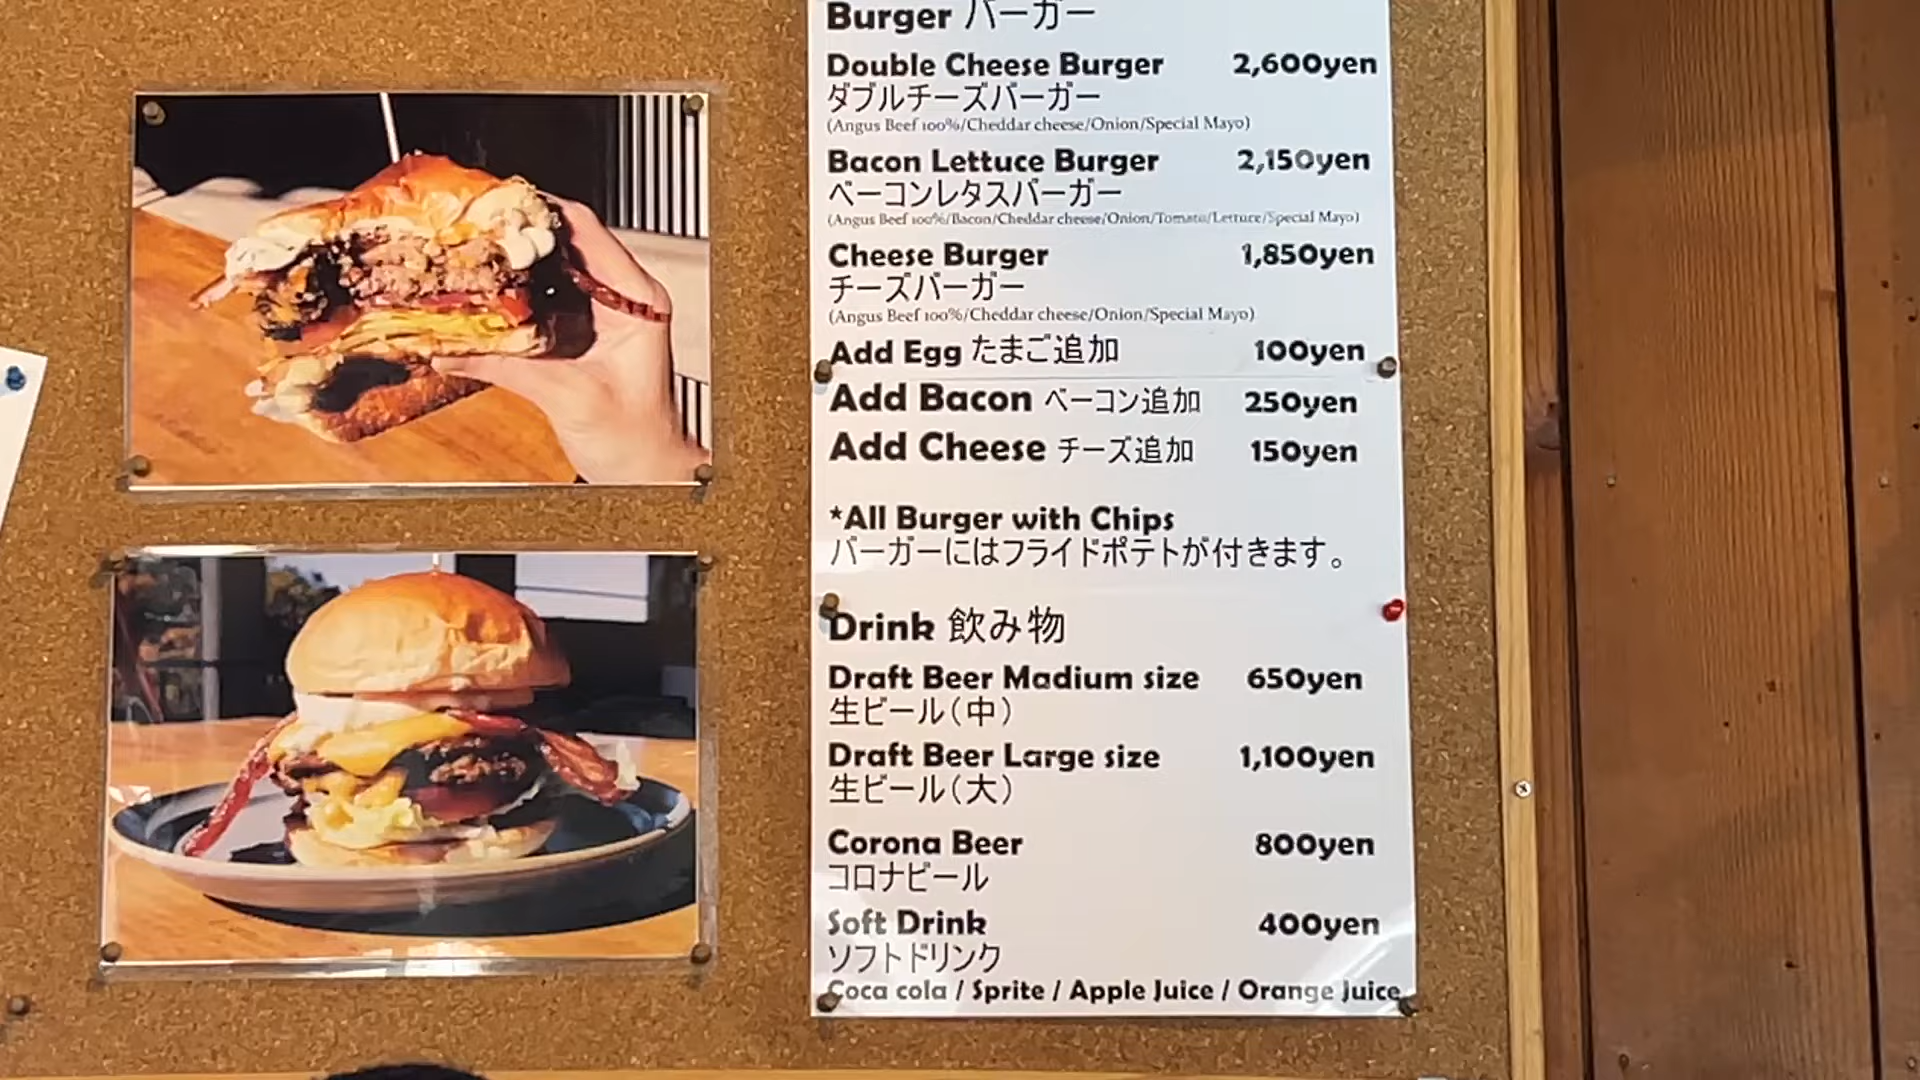 Burger バーガー
Double Cheese Burger 2,600yen
ダブルチーズバーガー
(Angus Beef 100%/Cheddar cheese/Onion/Special Mayo)
Bacon Lettuce Burger 2,150yen
ベーコンレタスバーガー
(Angus Beef 100%/Bacon/Cheddar cheese/Onion/Tomato/Lettuce/Special Mayo)
Cheese Burger 1,850yen
チーズバーガー
(Angus Beef 100%/Cheddar cheese/Onion/Special Mayo)
Add Egg たまご追加 100yen
Add Bacon ベーコン追加 250yen
Add Cheese チーズ追加 150yen
*All Burger with Chips
バーガーにはフライドポテトが付きます。
Drink 飲み物
Draft Beer Madium size 650yen
生ビール(中)
Draft Beer Large size 1,100yen
生ビール(大)
Corona Beer 800yen
コロナビール
Soft Drink 400yen
ソフトドリンク
Coca cola / Sprite / Apple Juice / Orange Juice